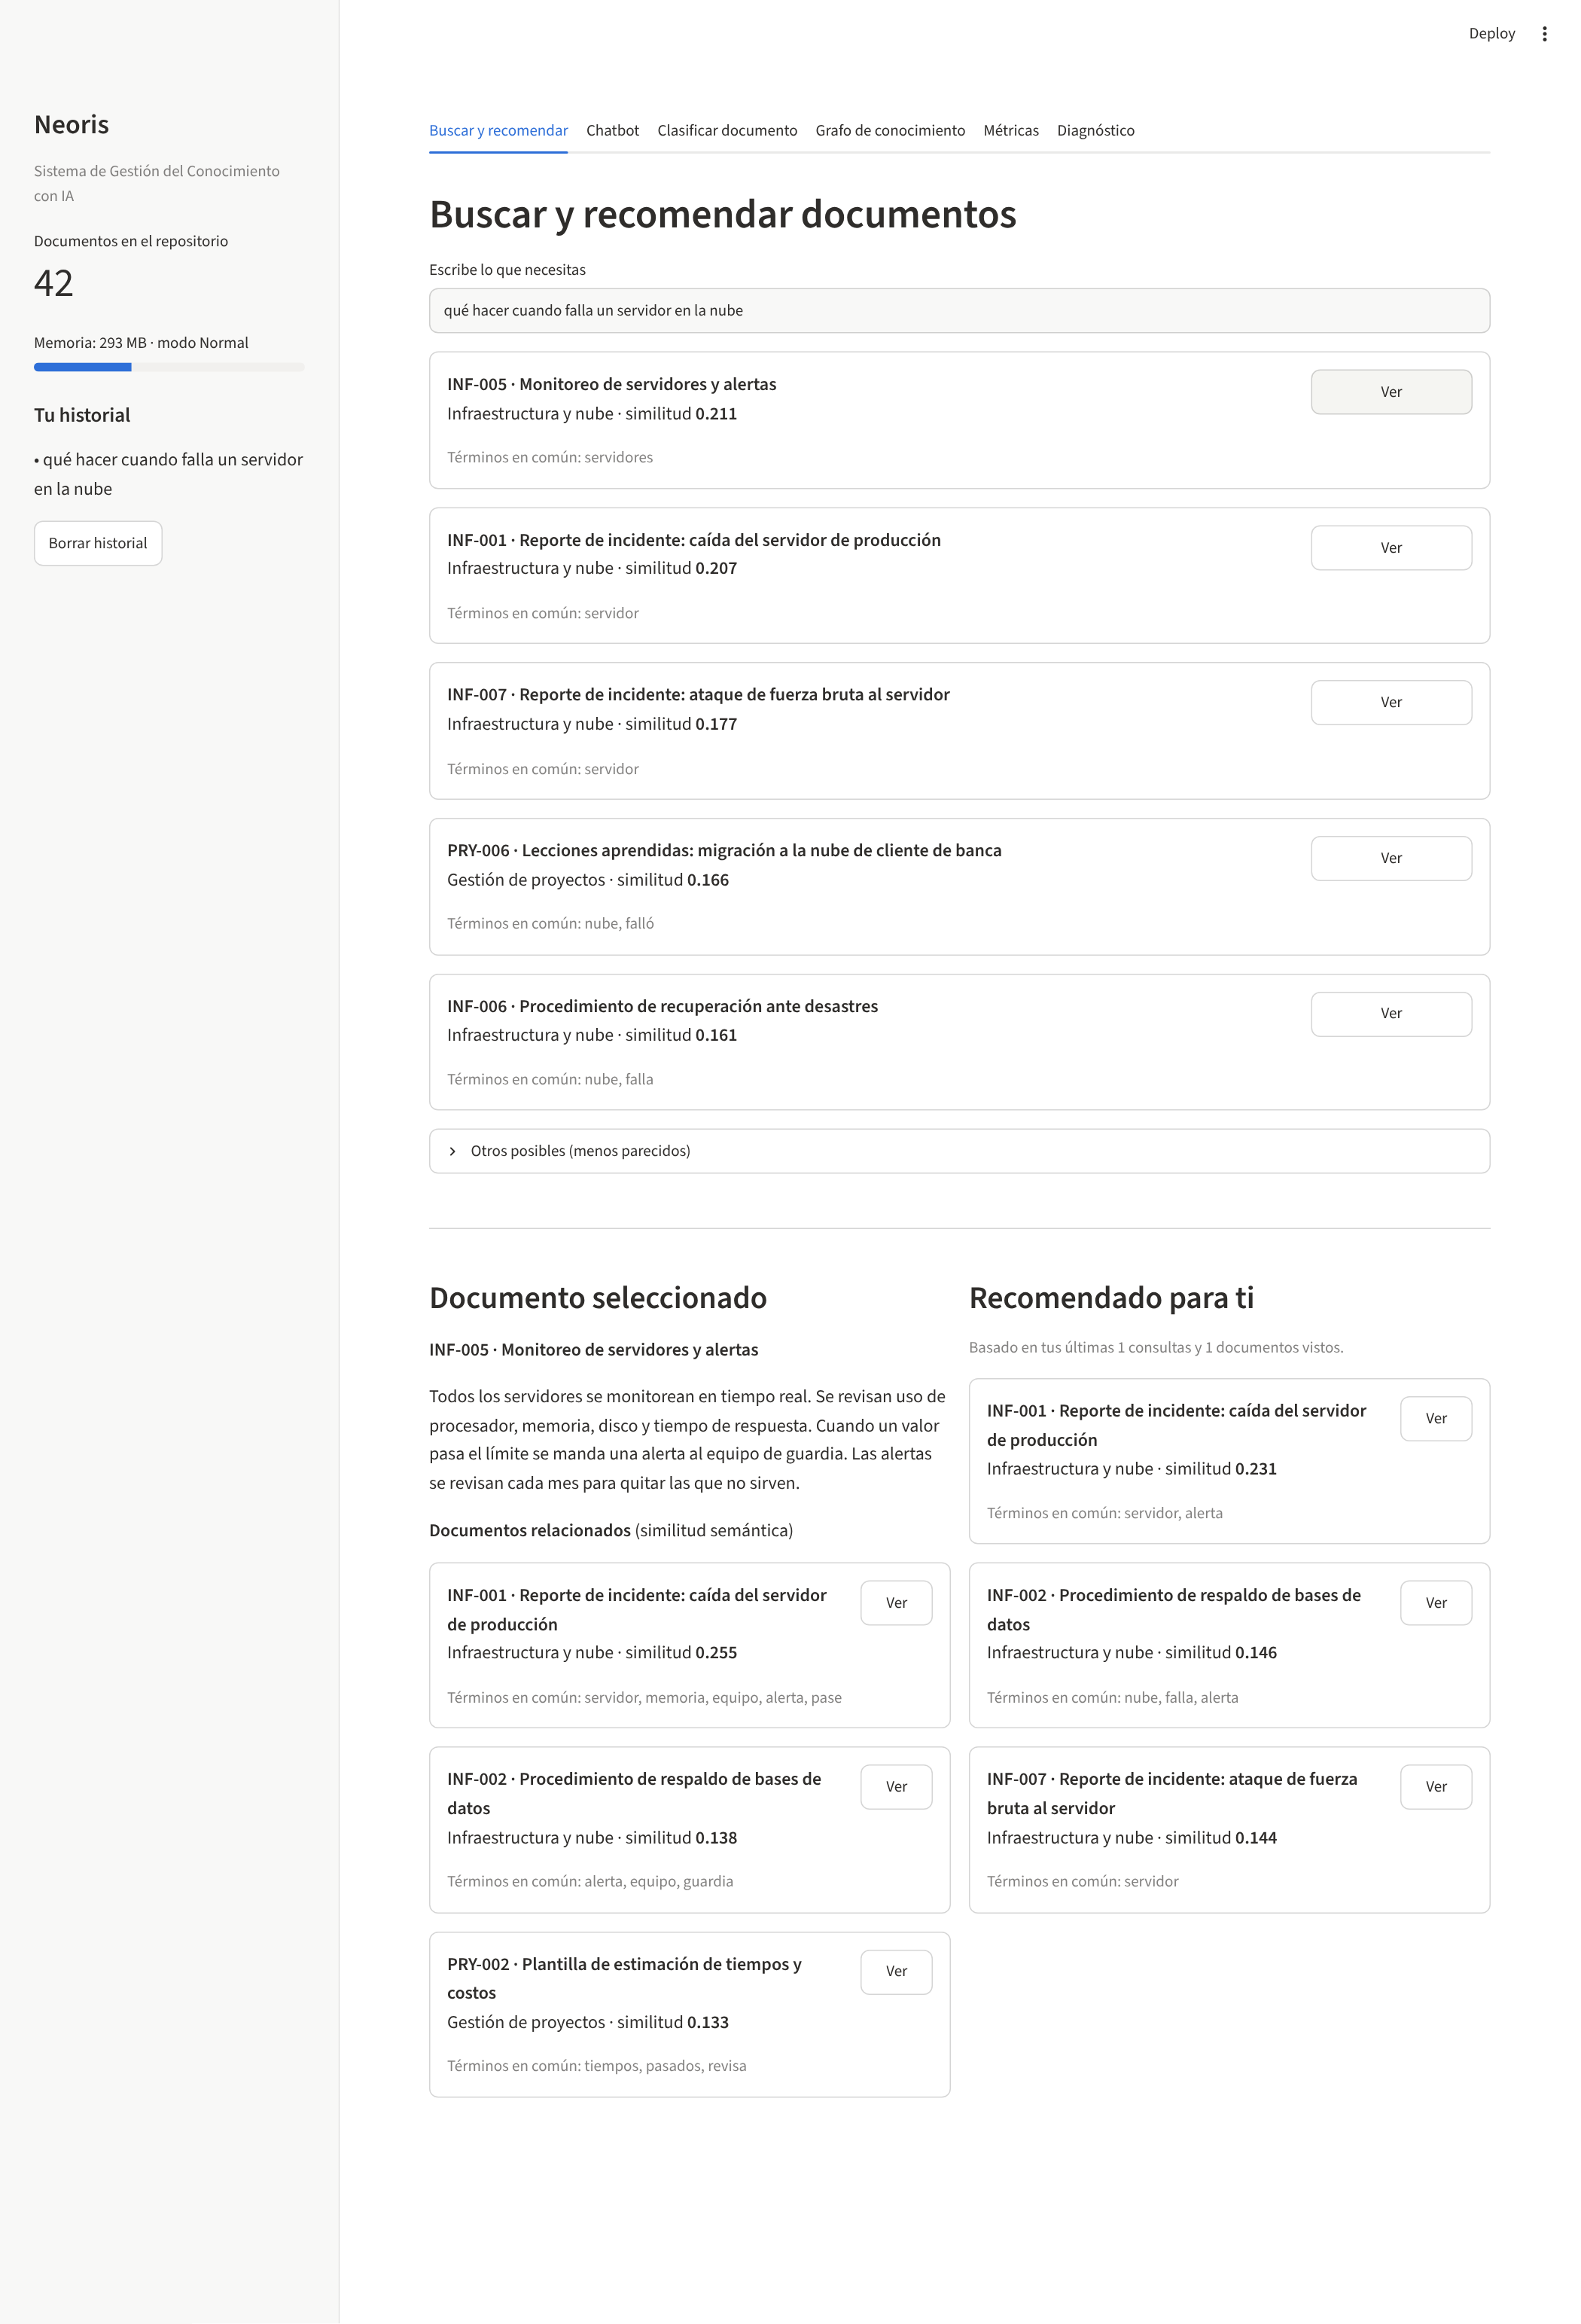 Deploy
Neoris
Sistema de Gestión del Conocimiento
con IA
Documentos en el repositorio
42
Memoria: 293 MB · modo Normal
Tu historial
• qué hacer cuando falla un servidor
en la nube
Borrar historial
Buscar y recomendar Chatbot Clasificar documento Grafo de conocimiento Métricas Diagnóstico
Buscar y recomendar documentos
Escribe lo que necesitas
qué hacer cuando falla un servidor en la nube
INF-005 · Monitoreo de servidores y alertas
Ver
Infraestructura y nube · similitud 0.211
Términos en común: servidores
INF-001 · Reporte de incidente: caída del servidor de producción
Ver
Infraestructura y nube · similitud 0.207
Términos en común: servidor
INF-007 · Reporte de incidente: ataque de fuerza bruta al servidor
Ver
Infraestructura y nube · similitud 0.177
Términos en común: servidor
PRY-006 · Lecciones aprendidas: migración a la nube de cliente de banca
Ver
Gestión de proyectos · similitud 0.166
Términos en común: nube, falló
INF-006 · Procedimiento de recuperación ante desastres
Ver
Infraestructura y nube · similitud 0.161
Términos en común: nube, falla
Otros posibles (menos parecidos)
Documento seleccionado
INF-005 · Monitoreo de servidores y alertas
Todos los servidores se monitorean en tiempo real. Se revisan uso de
procesador, memoria, disco y tiempo de respuesta. Cuando un valor
pasa el límite se manda una alerta al equipo de guardia. Las alertas
se revisan cada mes para quitar las que no sirven.
Documentos relacionados (similitud semántica)
INF-001 · Reporte de incidente: caída del servidor
de producción
Ver
Infraestructura y nube · similitud 0.255
Términos en común: servidor, memoria, equipo, alerta, pase
INF-002 · Procedimiento de respaldo de bases de
datos
Ver
Infraestructura y nube · similitud 0.138
Términos en común: alerta, equipo, guardia
PRY-002 · Plantilla de estimación de tiempos y
costos
Ver
Gestión de proyectos · similitud 0.133
Términos en común: tiempos, pasados, revisa
Recomendado para ti
Basado en tus últimas 1 consultas y 1 documentos vistos.
INF-001 · Reporte de incidente: caída del servidor
de producción
Ver
Infraestructura y nube · similitud 0.231
Términos en común: servidor, alerta
INF-002 · Procedimiento de respaldo de bases de
datos
Ver
Infraestructura y nube · similitud 0.146
Términos en común: nube, falla, alerta
INF-007 · Reporte de incidente: ataque de fuerza
bruta al servidor
Ver
Infraestructura y nube · similitud 0.144
Términos en común: servidor